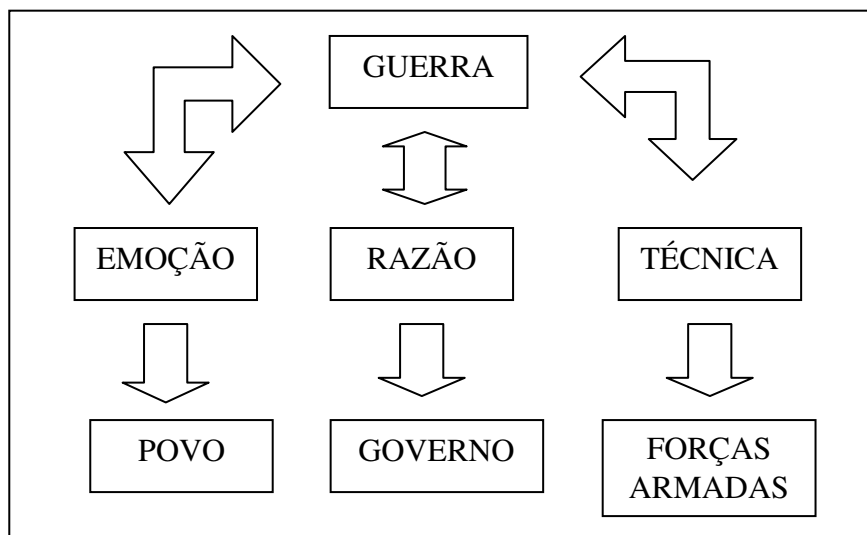 GUERRA
EMOÇÃO
RAZÃO
TÉCNICA
POVO
GOVERNO
FORÇAS
ARMADAS